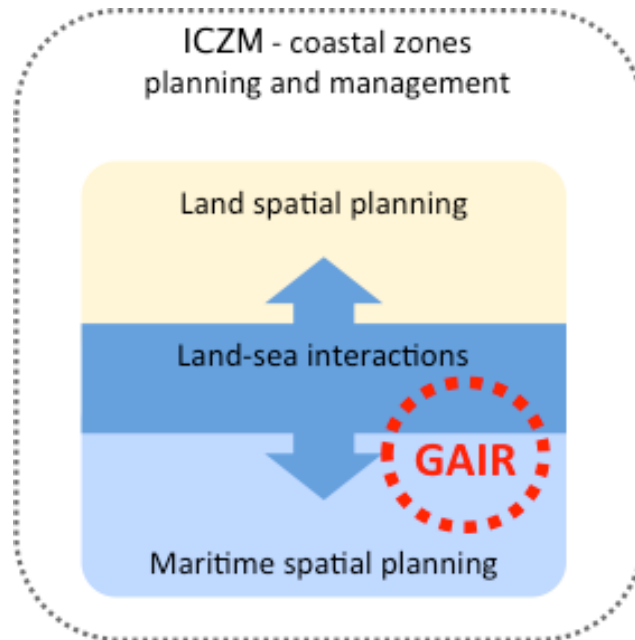 ICZM - coastal zones
planning and management
Land spatial planning
Land-sea interactions
GAIR
Maritime spatial planning